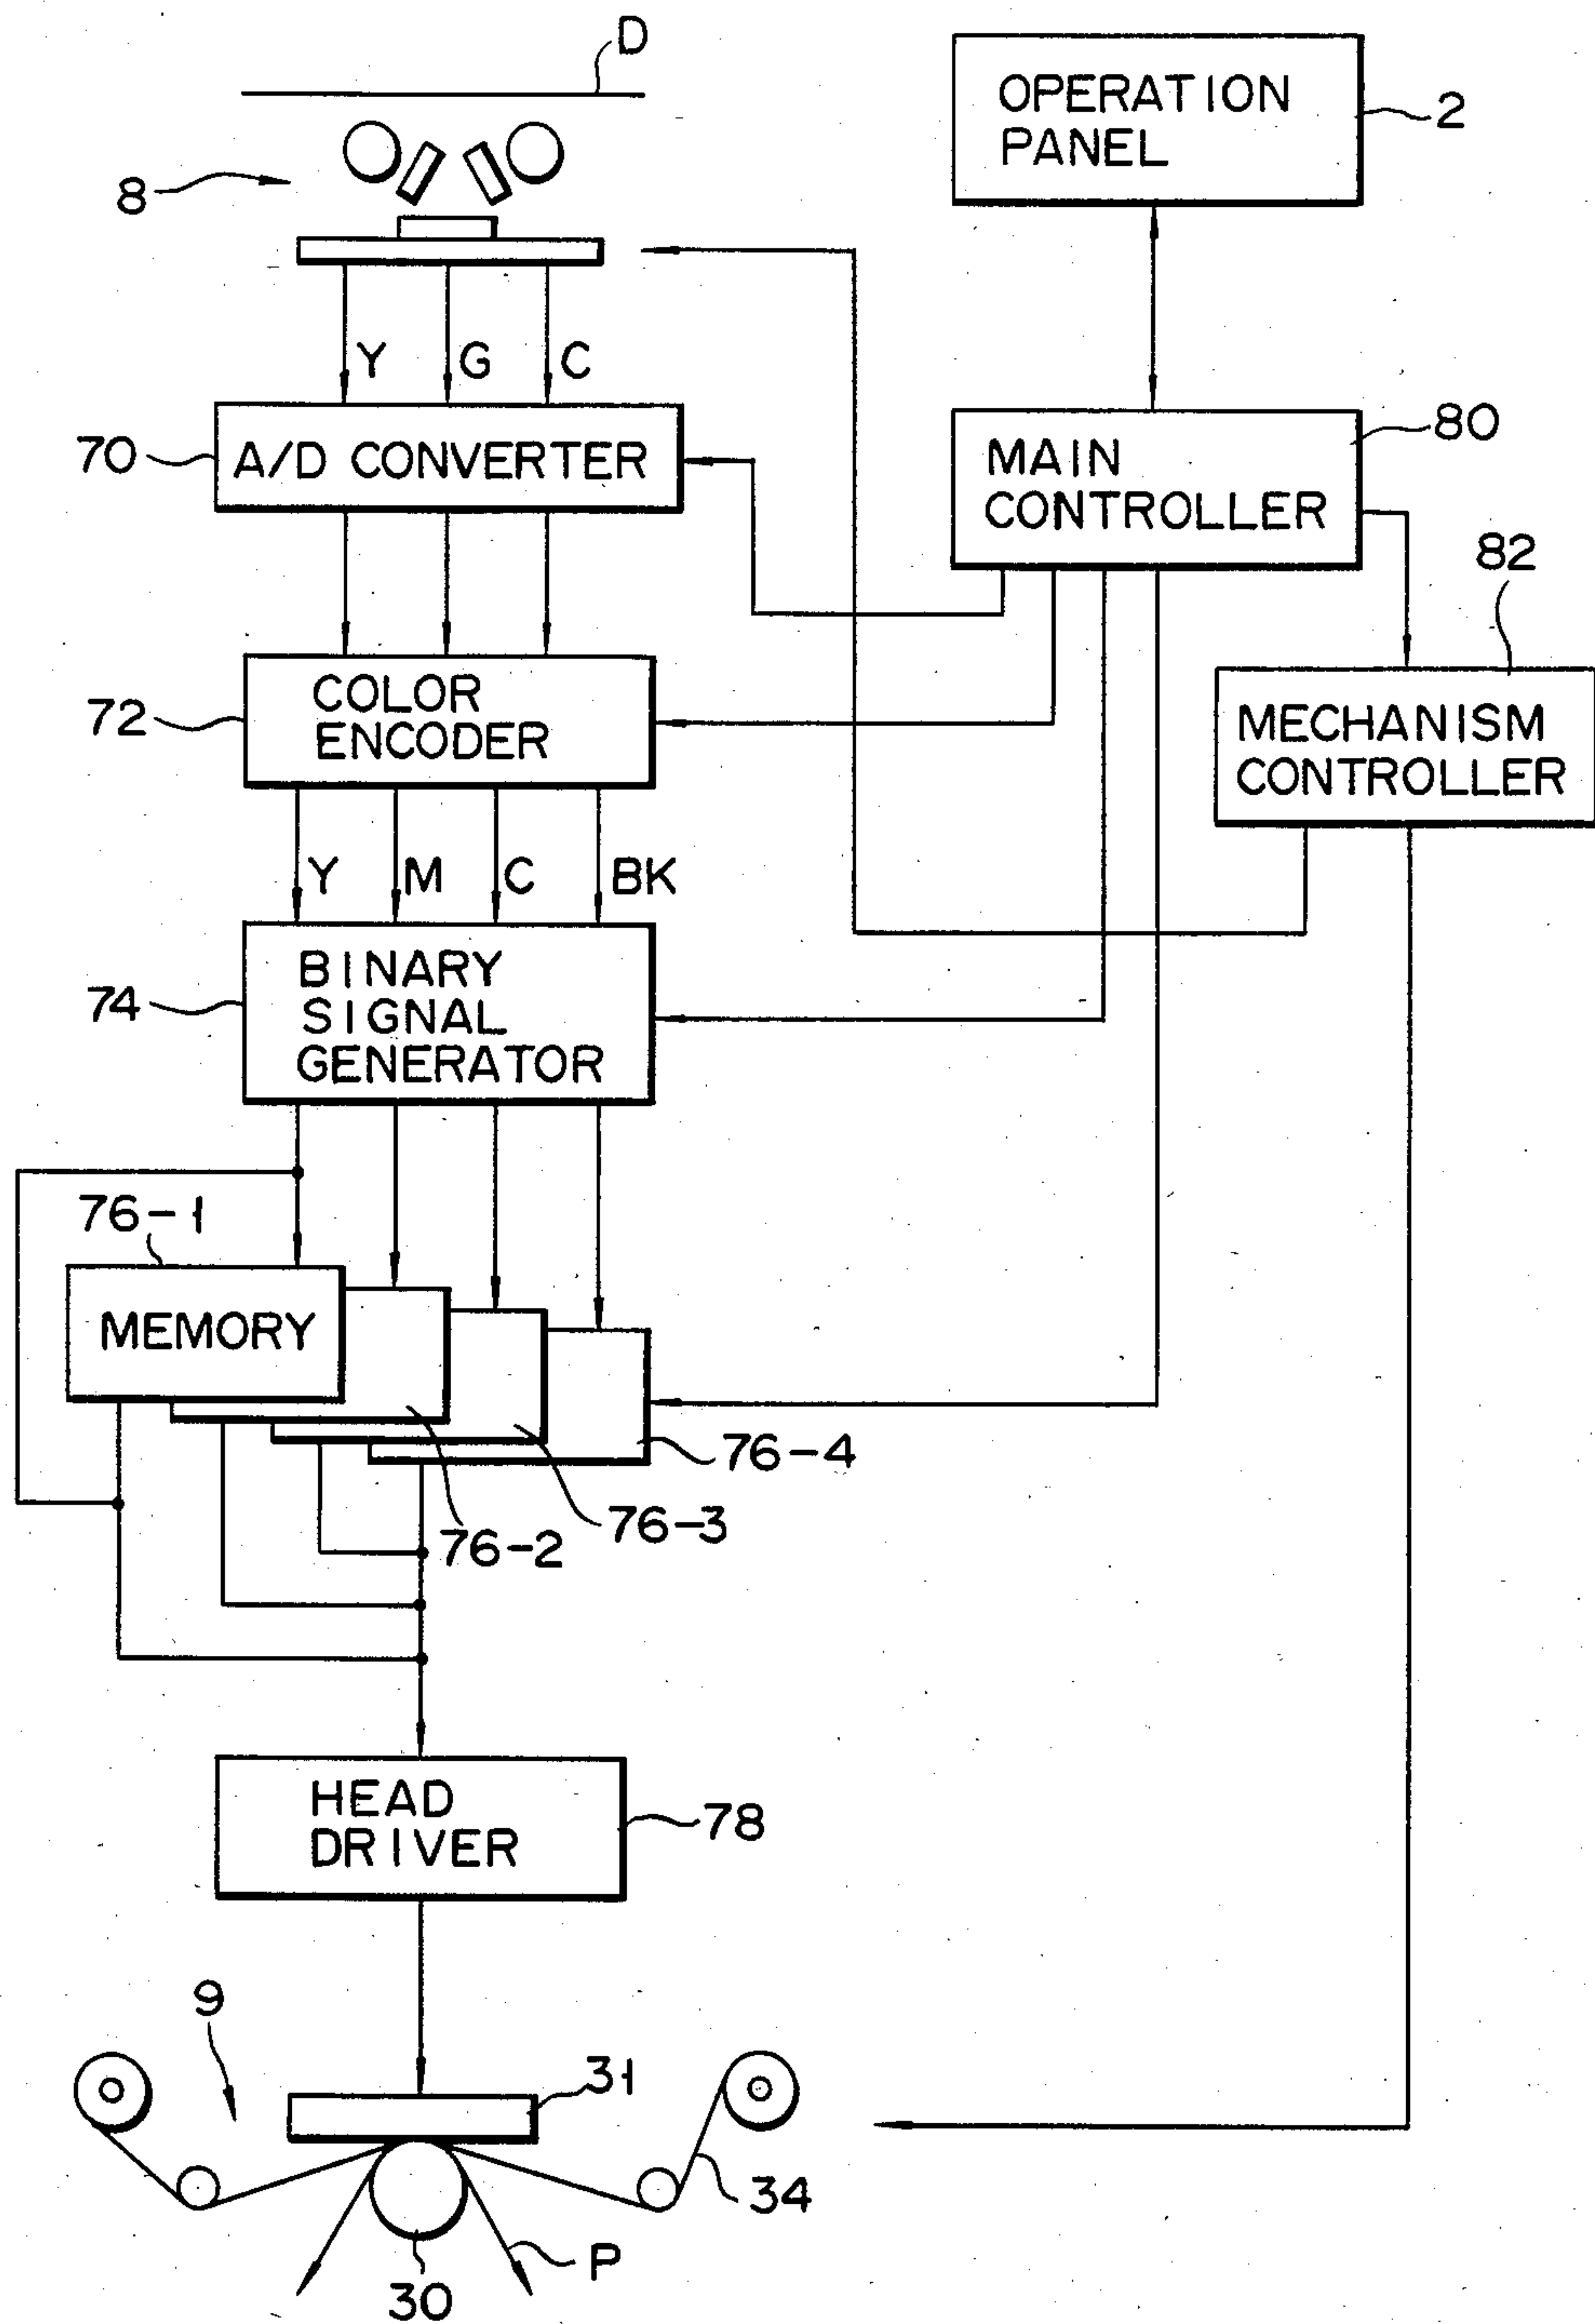 D
OPERATION
PANEL
2
8
Y G C
70
A/D CONVERTER
MAIN
CONTROLLER
80
82
72
COLOR
ENCODER
MECHANISM
CONTROLLER
Y M C BK
74
BINARY
SIGNAL
GENERATOR
76-1
MEMORY
76-4
76-3
76-2
HEAD
DRIVER
78
9
31
34
P
30